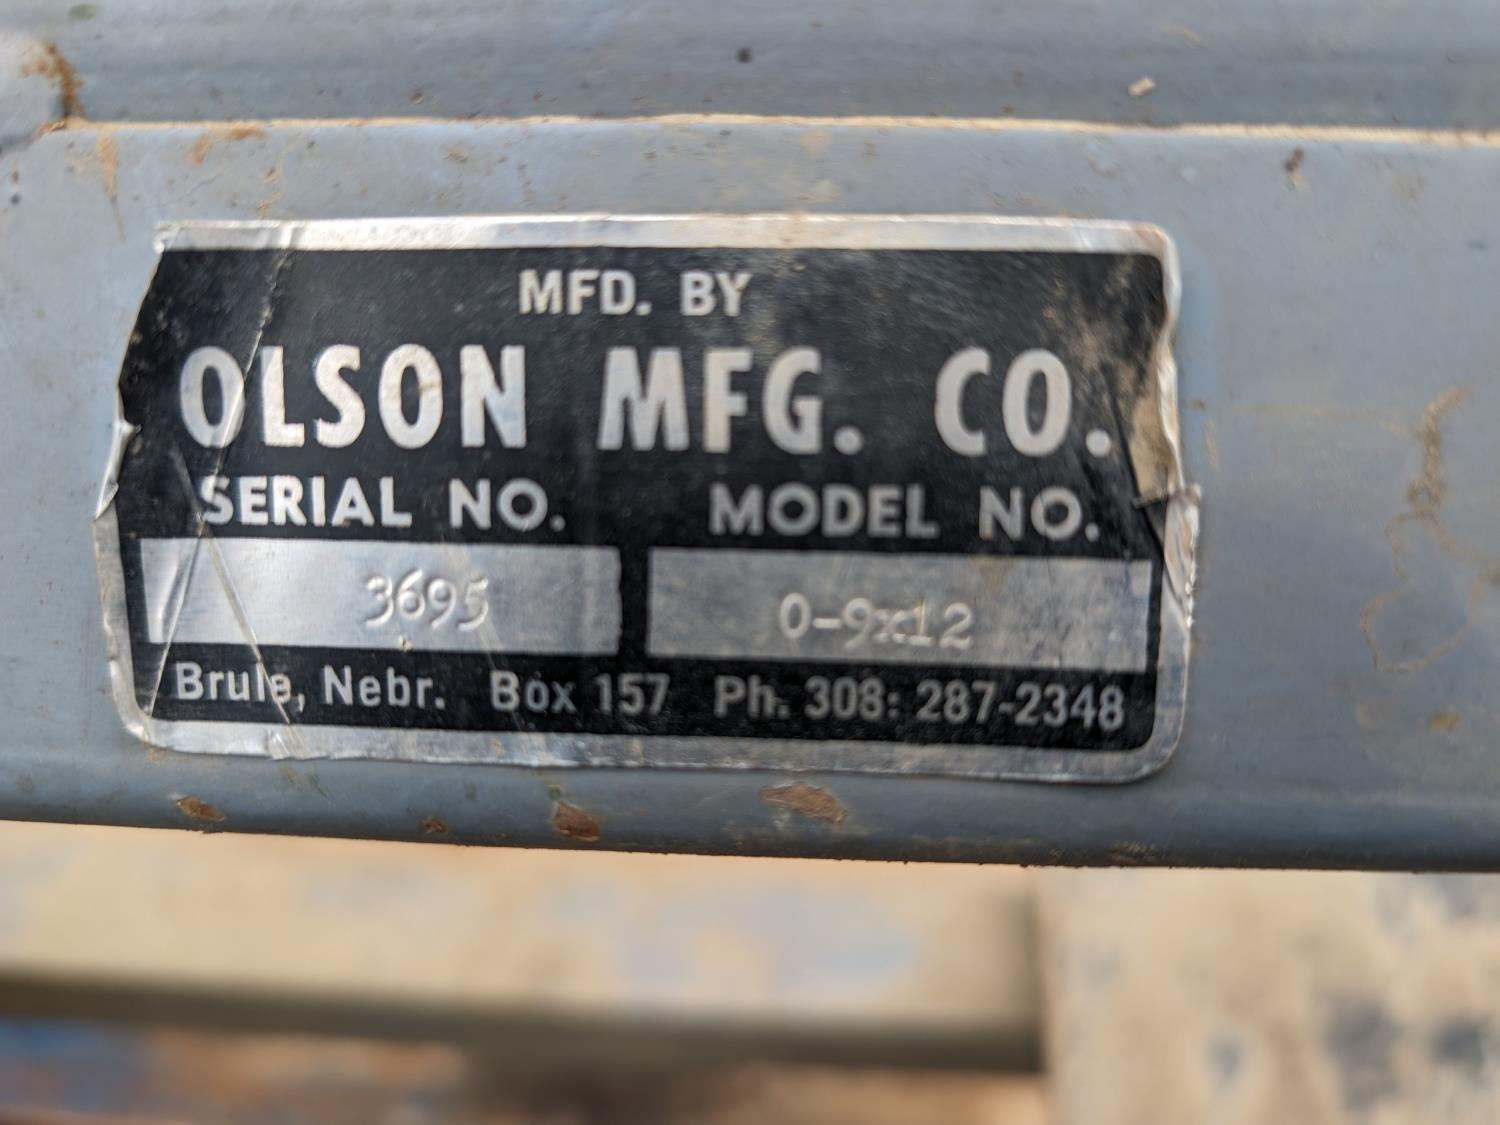 MFD. BY
OLSON MFG. CO.
SERIAL NO. MODEL NO.
3695 0-9x12
Brule, Nebr. Box 157 Ph. 308: 287-2348